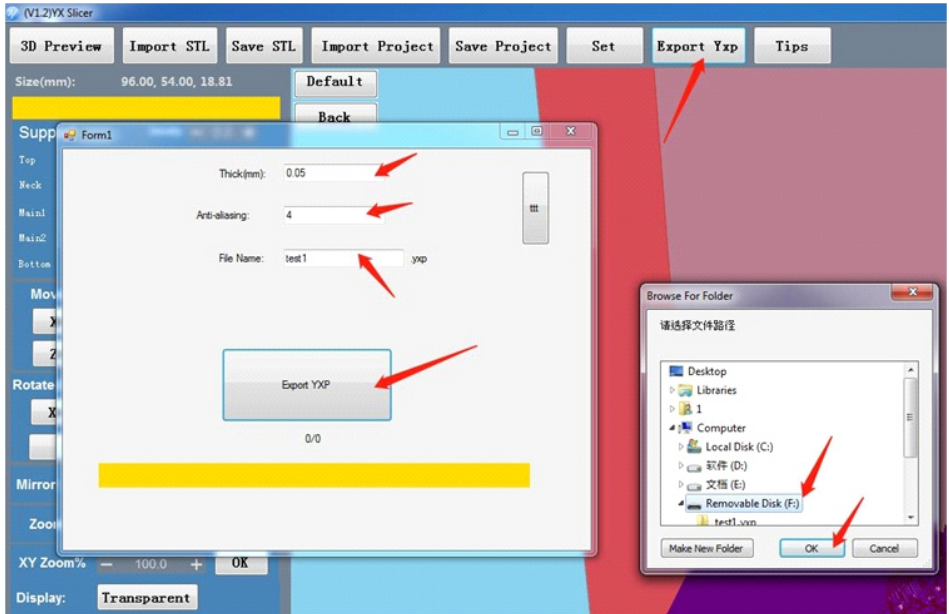 (V1.2)YX Slicer
3D Preview Import STL Save STL Import Project Save Project Set Export Yxp Tips
Size(mm): 96.00, 54.00, 18.81
Default
Back
Supp
Top
Neck
Main1
Main2
Bottom
Mov
X
Z
Rotate
X
Mirror
Zoo
XY Zoom% − 100.0 + OK
Display: Transparent
Form1
Thick(mm): 0.05
Anti-aliasing: 4
File Name: test1 .yxp
ttt
Export YXP
0/0
Browse For Folder
请选择文件路径
Desktop
Libraries
1
Computer
Local Disk (C:)
软件 (D:)
文档 (E:)
Removable Disk (F:)
test1.yxp
Make New Folder OK Cancel